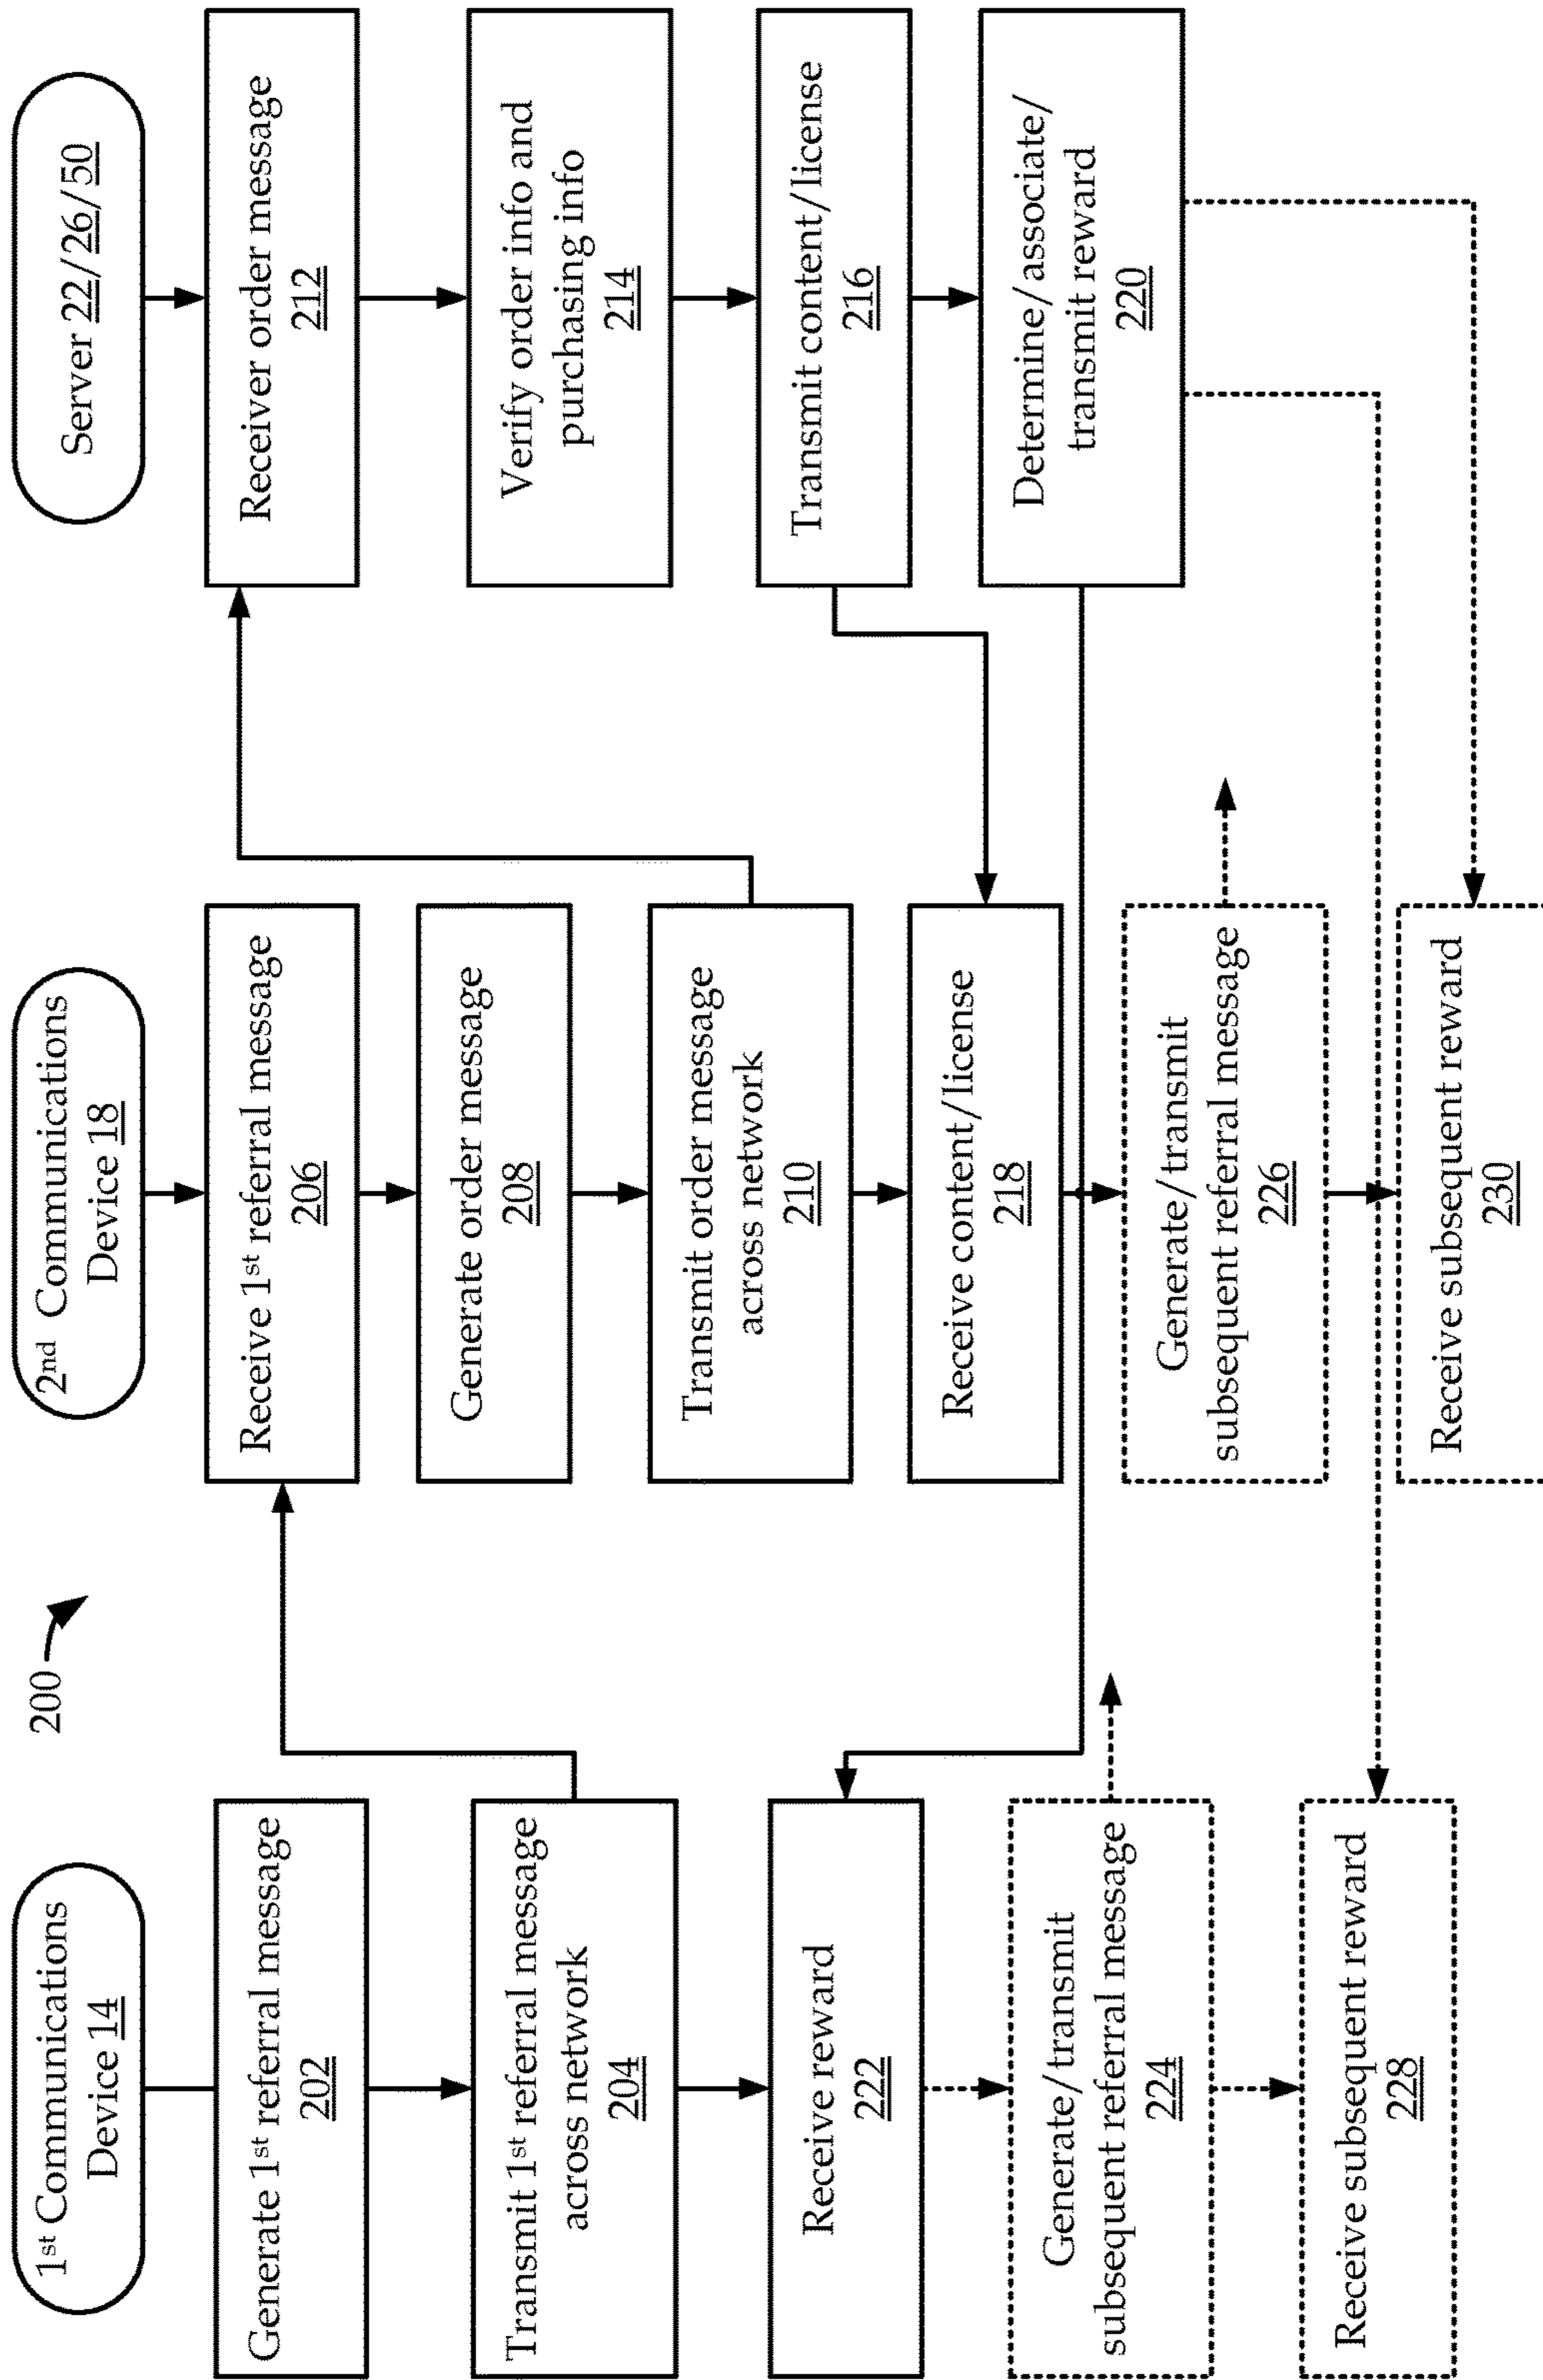 200
1st Communications
Device 14
Generate 1st referral message
202
Transmit 1st referral message
across network
204
Receive reward
222
Generate/transmit
subsequent referral message
224
Receive subsequent reward
228
2nd Communications
Device 18
Receive 1st referral message
206
Generate order message
208
Transmit order message
across network
210
Receive content/license
218
Generate/transmit
subsequent referral message
226
Receive subsequent reward
230
Server 22/26/50
Receiver order message
212
Verify order info and
purchasing info
214
Transmit content/license
216
Determine/associate/
transmit reward
220